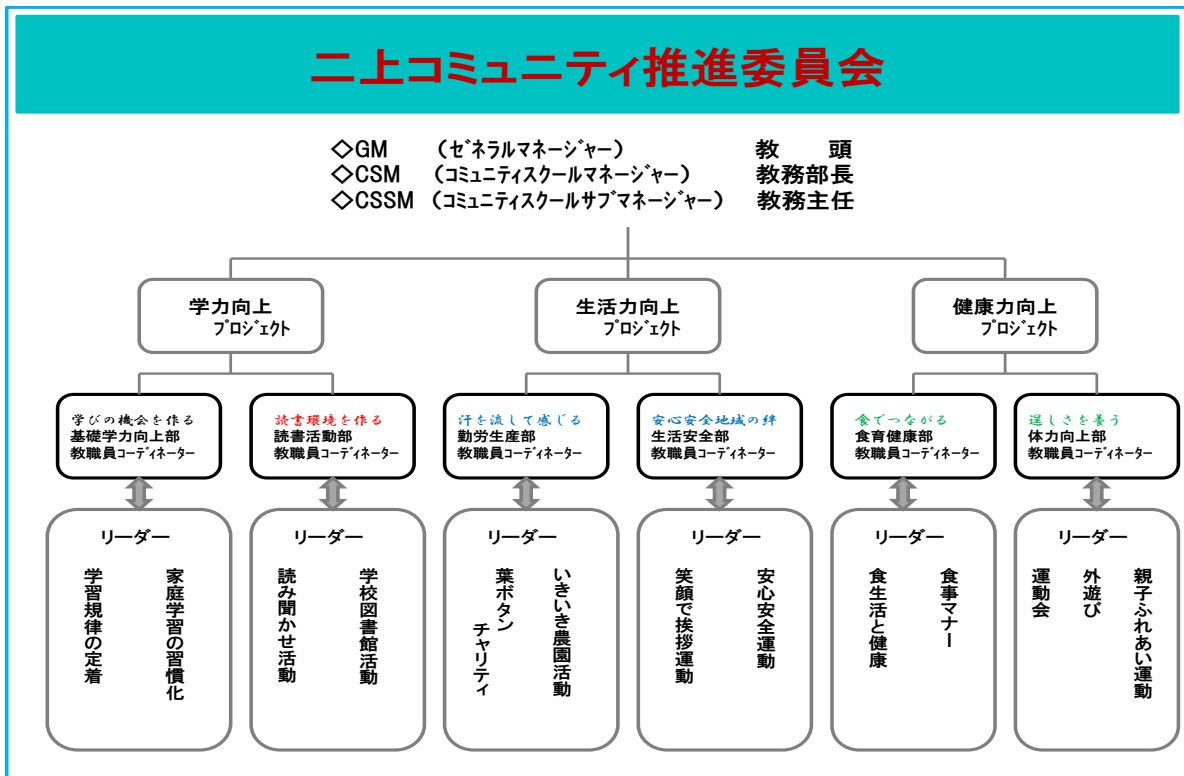 二上コミュニティ推進委員会
◇GM （ｾﾞﾈﾗﾙﾏﾈｰｼﾞｬｰ） 教 頭
◇CSM （ｺﾐｭﾆﾃｨｽｸｰﾙﾏﾈｰｼﾞｬｰ） 教務部長
◇CSSM （ｺﾐｭﾆﾃｨｽｸｰﾙｻﾌﾞﾏﾈｰｼﾞｬｰ） 教務主任
学力向上
ﾌﾟﾛｼﾞｪｸﾄ
生活力向上
ﾌﾟﾛｼﾞｪｸﾄ
健康力向上
ﾌﾟﾛｼﾞｪｸﾄ
学びの機会を作る
基礎学力向上部
教職員ｺｰﾃﾞｨﾈｰﾀｰ
読書環境を作る
読書活動部
教職員ｺｰﾃﾞｨﾈｰﾀｰ
汗を流して感じる
勤労生産部
教職員ｺｰﾃﾞｨﾈｰﾀｰ
安心安全地域の絆
生活安全部
教職員ｺｰﾃﾞｨﾈｰﾀｰ
食でつながる
食育健康部
教職員ｺｰﾃﾞｨﾈｰﾀｰ
逞しさを養う
体力向上部
教職員ｺｰﾃﾞｨﾈｰﾀｰ
リーダー
家庭学習の習慣化
学習規律の定着
リーダー
学校図書館活動
読み聞かせ活動
リーダー
いきいき農園活動
葉ボタン
チャリティ
リーダー
安心安全運動
笑顔で挨拶運動
リーダー
食事マナー
食生活と健康
リーダー
親子ふれあい運動
外遊び
運動会